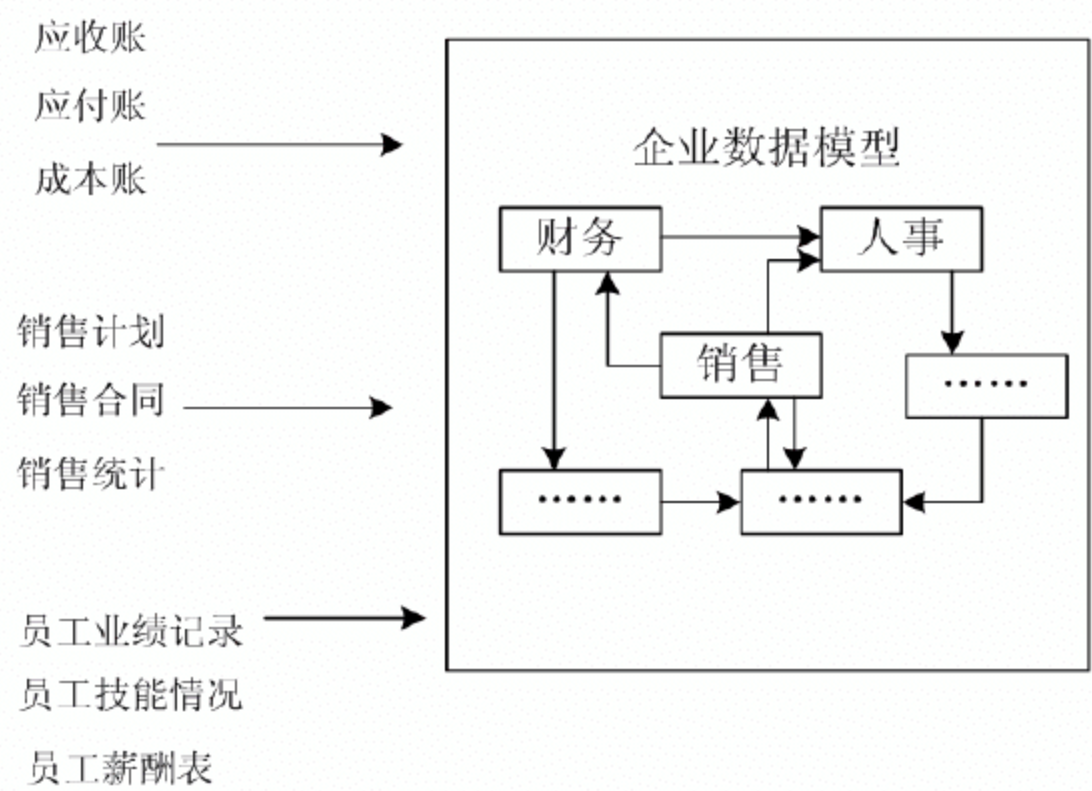 应收账
应付账
成本账
销售计划
销售合同
销售统计
员工业绩记录
员工技能情况
员工薪酬表
企业数据模型
财务
人事
销售
……
……
……